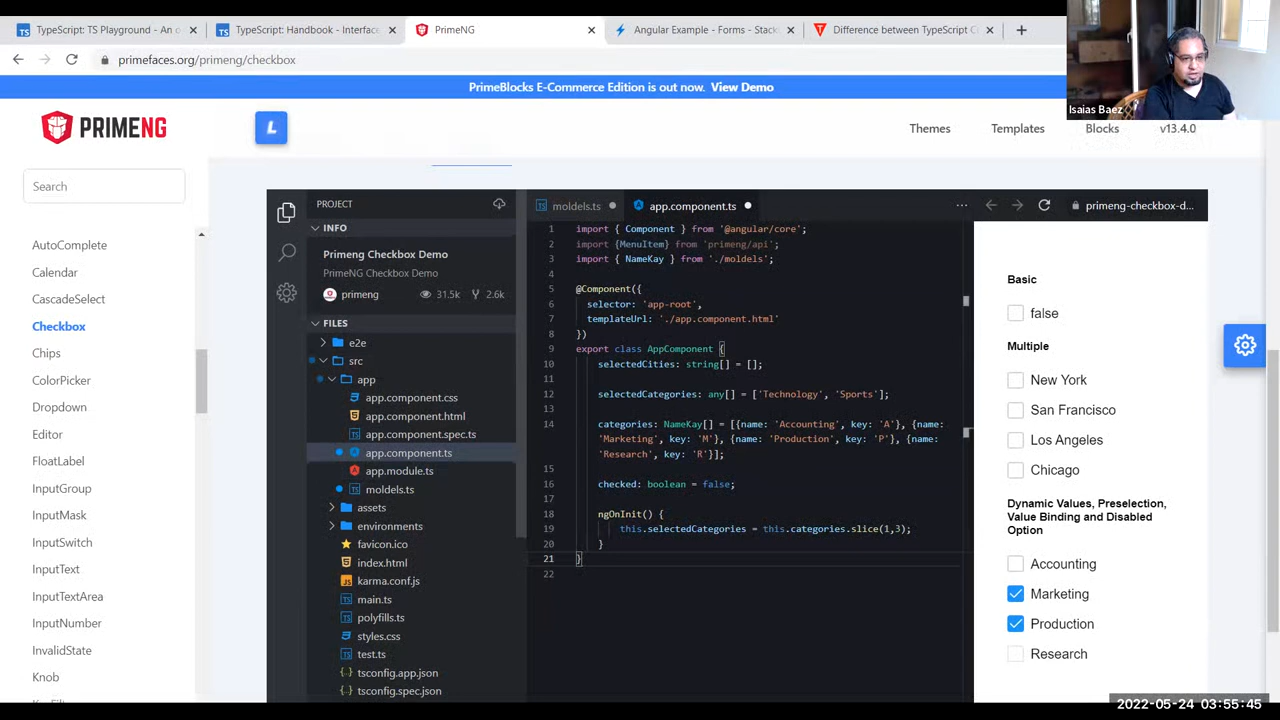 TypeScript: TS Playground - An o
TypeScript: Handbook - Interfac
PrimeNG
Angular Example - Forms - Stack
Difference between TypeScript Cl
primefaces.org/primeng/checkbox
PrimeBlocks E-Commerce Edition is out now. View Demo
Isaias Baez
PRIMENG
L
Themes
Templates
Blocks
v13.4.0
Search
AutoComplete
Calendar
CascadeSelect
Checkbox
Chips
ColorPicker
Dropdown
Editor
FloatLabel
InputGroup
InputMask
InputSwitch
InputText
InputTextArea
InputNumber
InvalidState
Knob
PROJECT
INFO
Primeng Checkbox Demo
PrimeNG Checkbox Demo
primeng 31.5k 2.6k
FILES
e2e
src
app
app.component.css
app.component.html
app.component.spec.ts
app.component.ts
app.module.ts
moldels.ts
assets
environments
favicon.ico
index.html
karma.conf.js
main.ts
polyfills.ts
styles.css
test.ts
tsconfig.app.json
tsconfig.spec.json
moldels.ts
app.component.ts
1 import { Component } from '@angular/core';
2 import {MenuItem} from 'primeng/api';
3 import { NameKay } from './moldels';
4
5 @Component({
6 selector: 'app-root',
7 templateUrl: './app.component.html'
8 })
9 export class AppComponent {
10 selectedCities: string[] = [];
11
12 selectedCategories: any[] = ['Technology', 'Sports'];
13
14 categories: NameKay[] = [{name: 'Accounting', key: 'A'}, {name:
'Marketing', key: 'M'}, {name: 'Production', key: 'P'}, {name:
'Research', key: 'R'}];
15
16 checked: boolean = false;
17
18 ngOnInit() {
19 this.selectedCategories = this.categories.slice(1,3);
20 }
21 }
22
primeng-checkbox-d...
Basic
false
Multiple
New York
San Francisco
Los Angeles
Chicago
Dynamic Values, Preselection,
Value Binding and Disabled
Option
Accounting
Marketing
Production
Research
2022-05-24 03:55:45